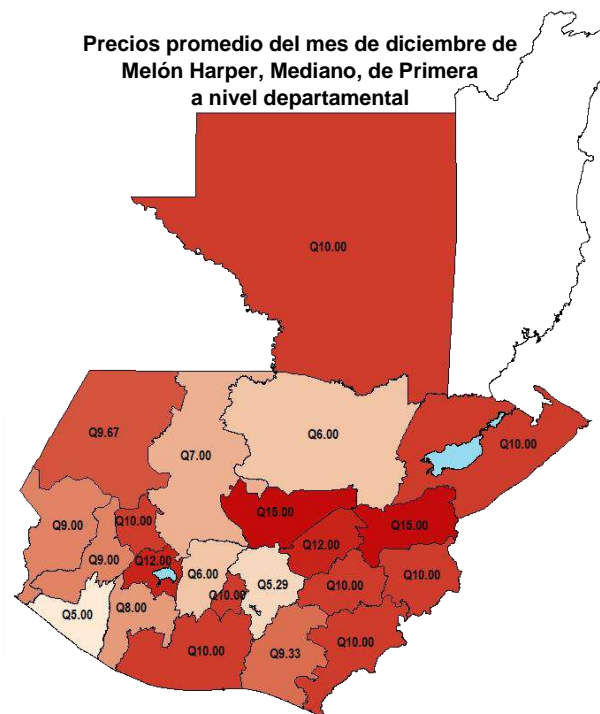 Precios promedio del mes de diciembre de
Melón Harper, Mediano, de Primera
a nivel departamental
Q10.00
Q9.67
Q7.00
Q6.00
Q10.00
Q15.00
Q15.00
Q9.00
Q10.00
Q12.00
Q9.00
Q12.00
Q6.00
Q5.29
Q10.00
Q10.00
Q5.00
Q8.00
Q10.00
Q10.00
Q9.33
Q10.00